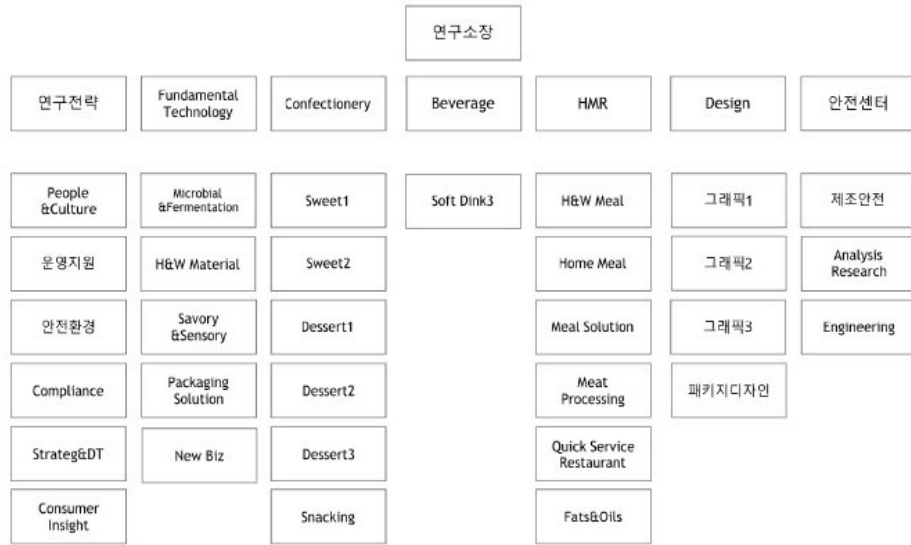 연구소장
연구전략
Fundamental
Technology
Confectionery
Beverage
HMR
Design
안전센터
People
&Culture
Microbial
&Fermentation
Sweet1
Soft Dink3
H&W Meal
그래픽1
제조안전
운영지원
H&W Material
Sweet2
Home Meal
그래픽2
Analysis
Research
안전환경
Savory
&Sensory
Dessert1
Meal Solution
그래픽3
Engineering
Compliance
Packaging
Solution
Dessert2
Meat
Processing
패키지디자인
Strateg&DT
New Biz
Dessert3
Quick Service
Restaurant
Consumer
Insight
Snacking
Fats&Oils